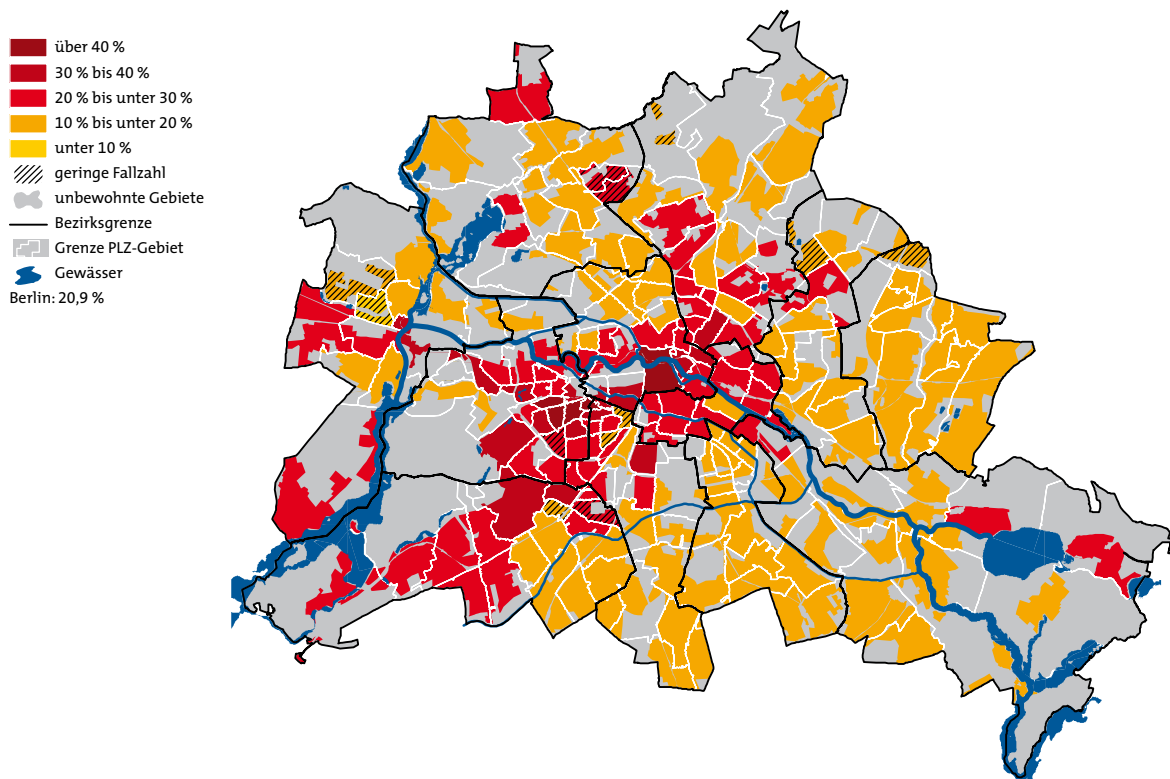 über 40 %
30 % bis 40 %
20 % bis unter 30 %
10 % bis unter 20 %
unter 10 %
geringe Fallzahl
unbewohnte Gebiete
Bezirksgrenze
Grenze PLZ-Gebiet
Gewässer
Berlin: 20,9 %